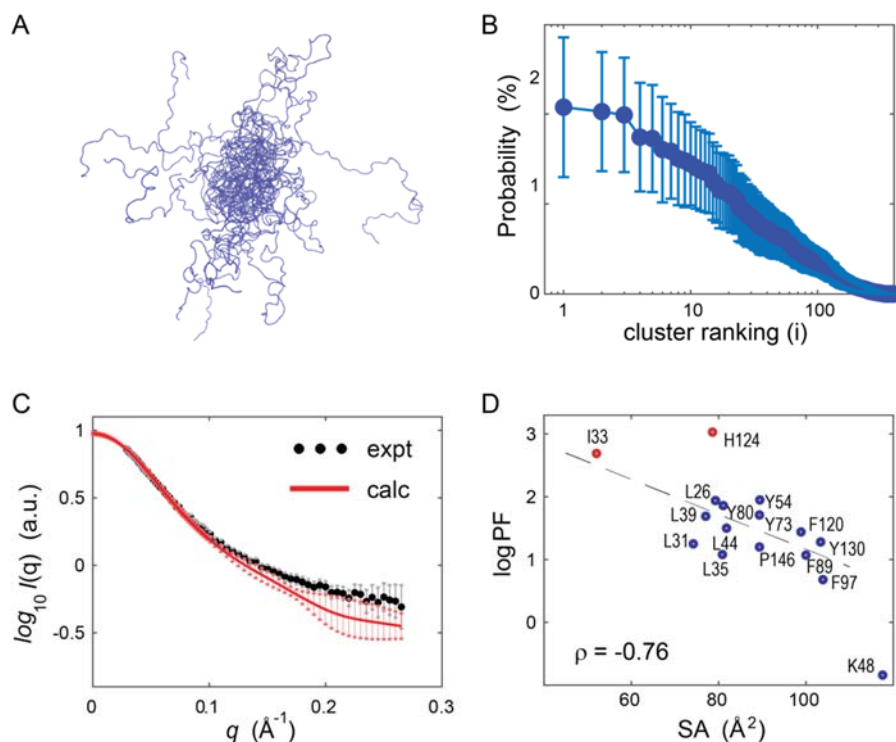 A
B
Probability (%)
2
1
0
1
10
100
cluster ranking (i)
C
log10 I(q) (a.u.)
1
0.5
0
-0.5
0
0.1
0.2
0.3
q (Å-1)
expt
calc
D
log PF
3
2
1
0
60
80
100
SA (Å2)
I33
H124
L26
Y54
L39
Y80
Y73
F120
L31
L44
Y130
L35
P146
F89
F97
K48
ρ = -0.76